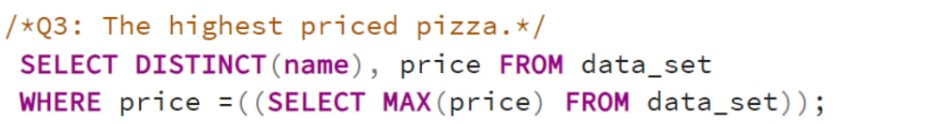 /*Q3: The highest priced pizza.*/
SELECT DISTINCT(name), price FROM data_set
WHERE price =((SELECT MAX(price) FROM data_set));